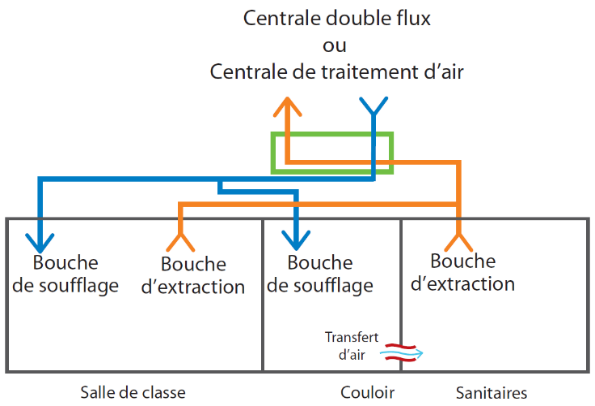 Centrale double flux
ou
Centrale de traitement d'air
Bouche
de soufflage
Bouche
d'extraction
Bouche
de soufflage
Bouche
d'extraction
Transfert
d'air
Salle de classe
Couloir
Sanitaires